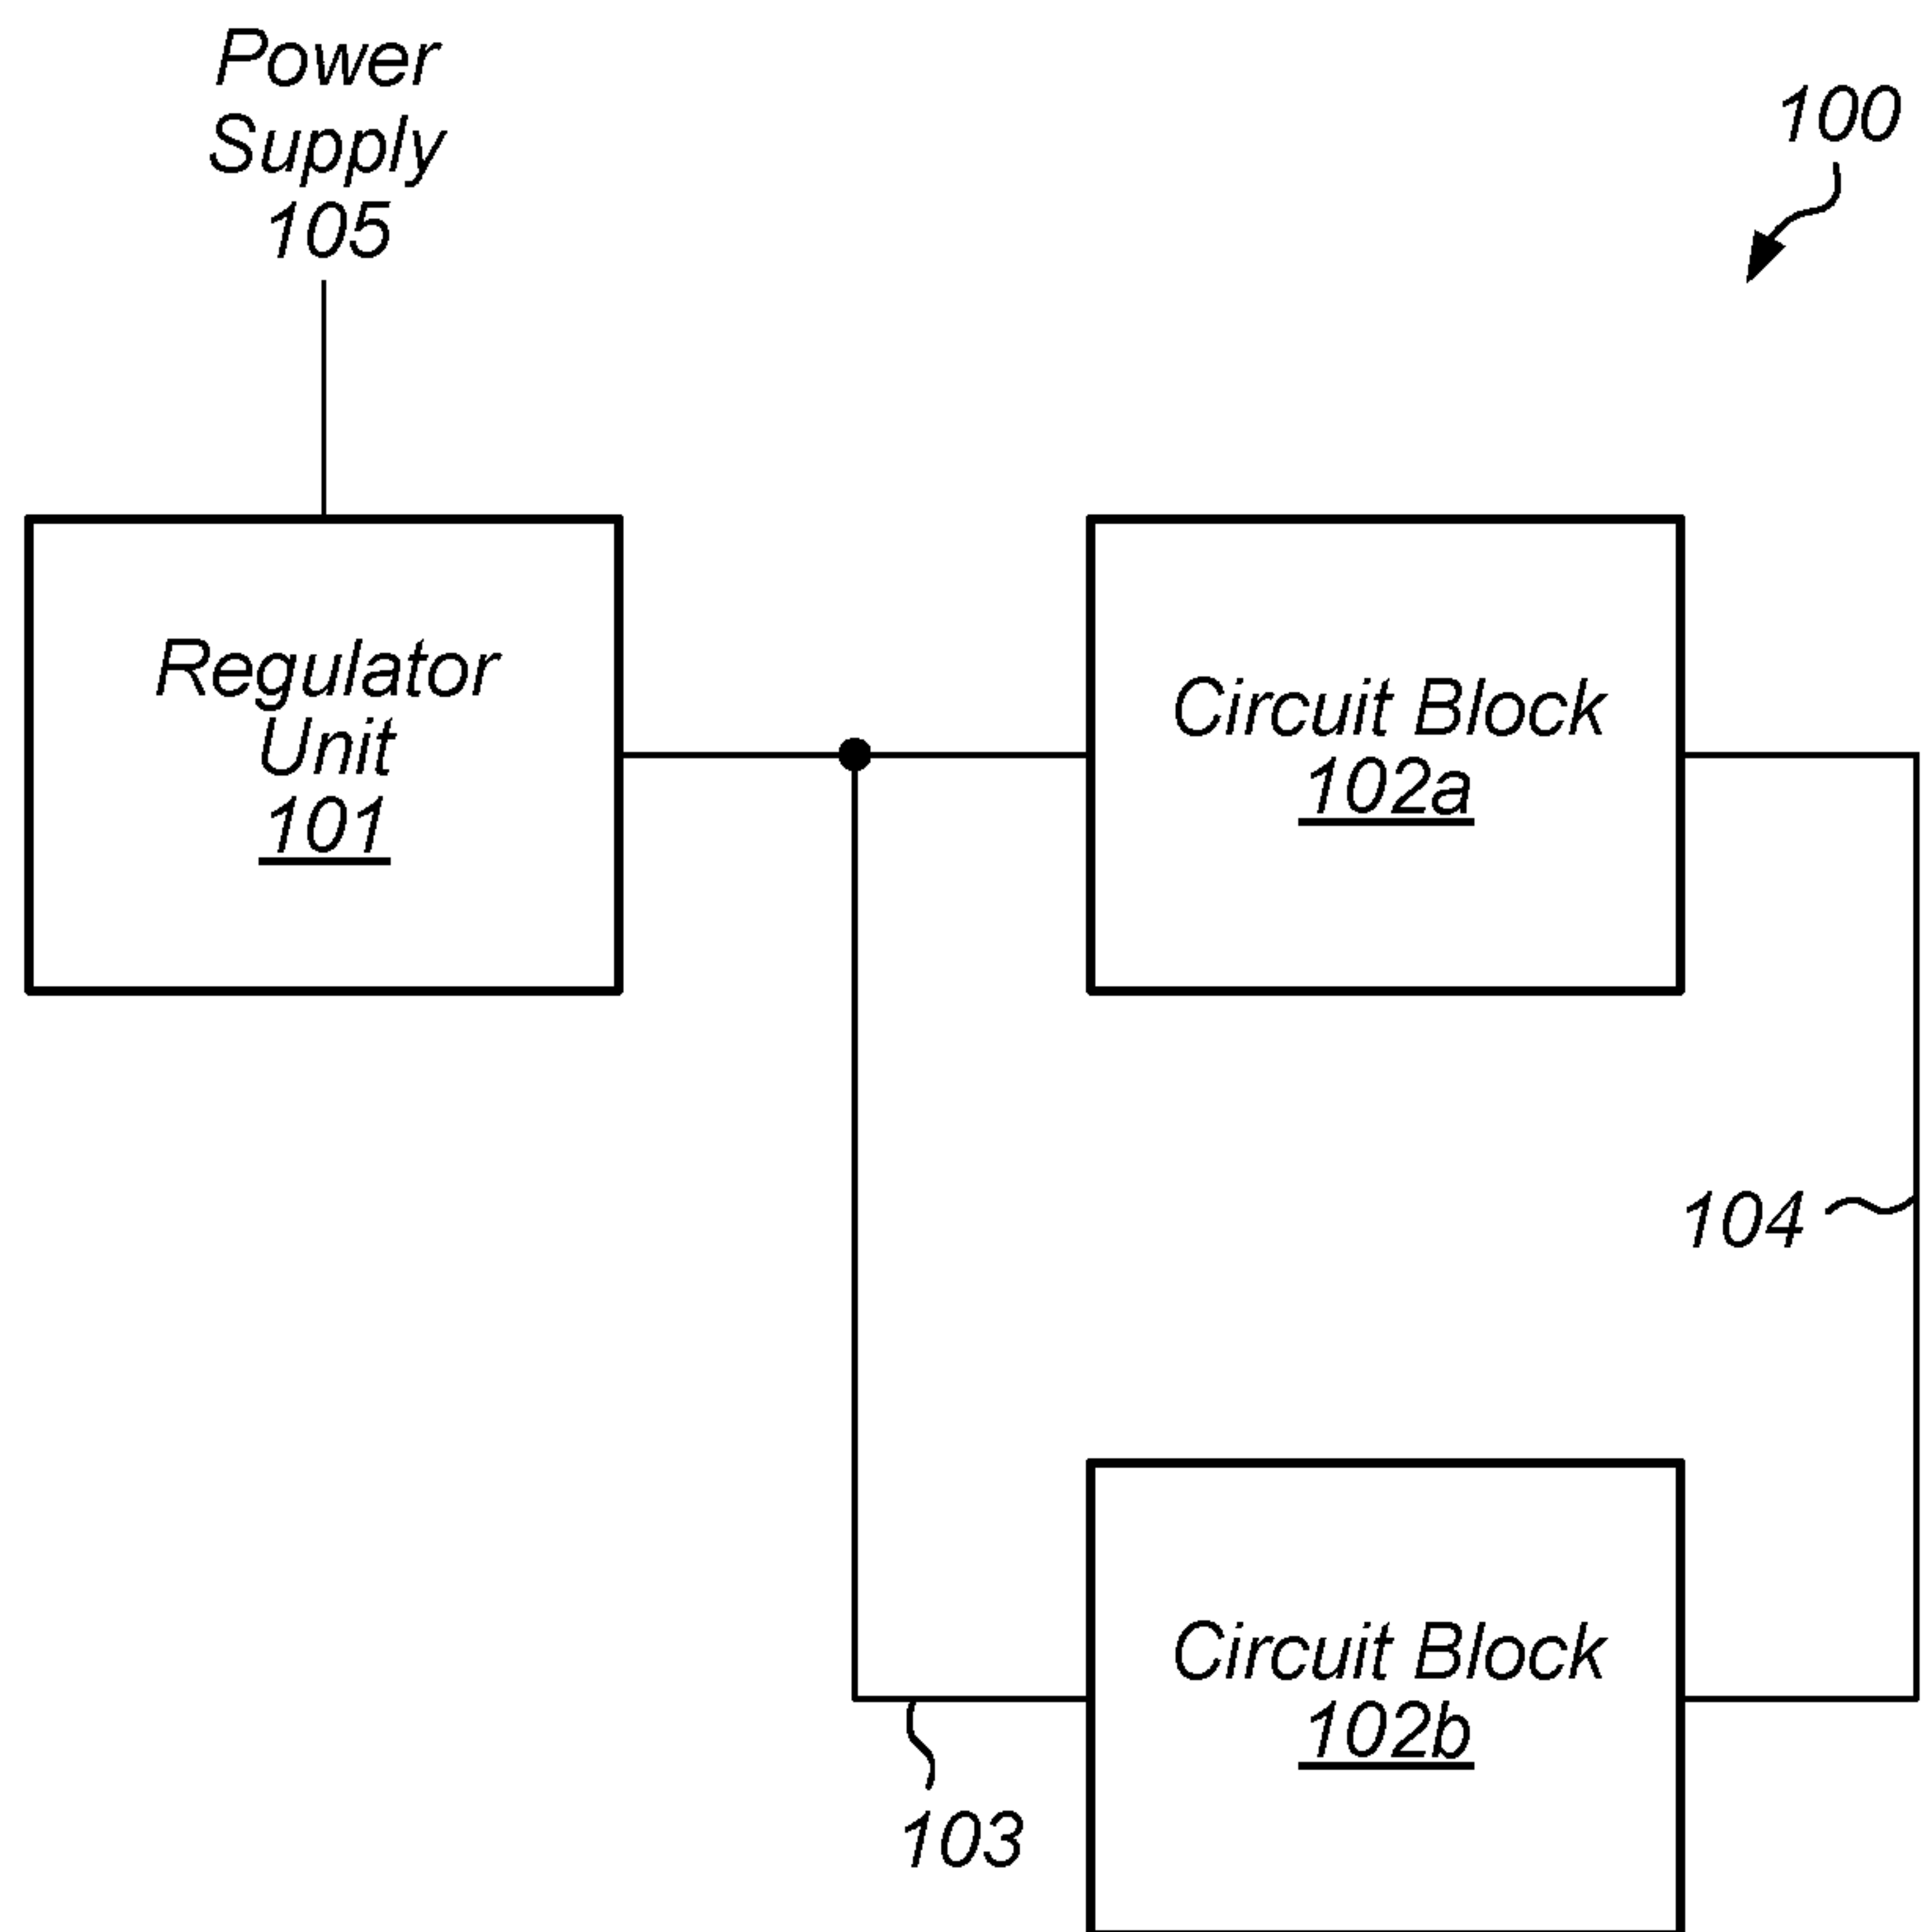 Power
Supply
105
100
Regulator
Unit
101
Circuit Block
102a
104
Circuit Block
102b
103